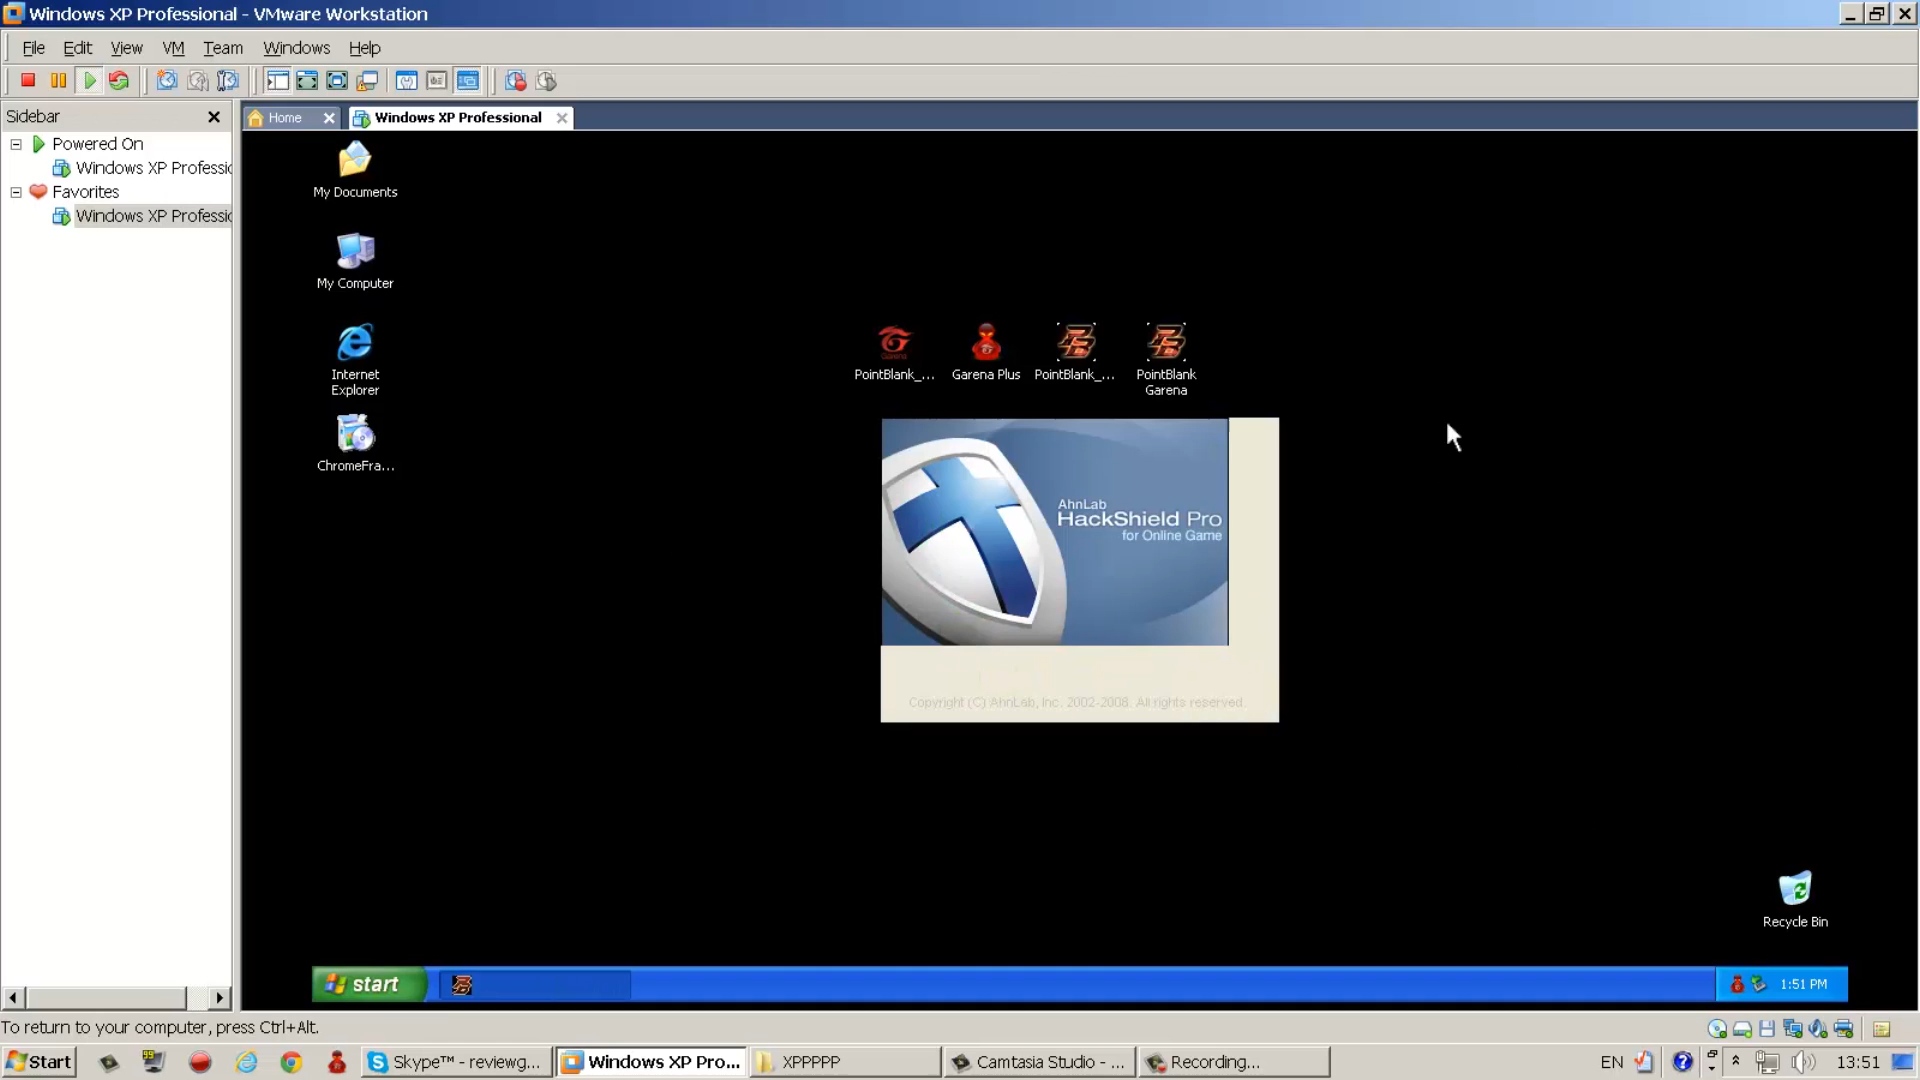 Windows XP Professional - VMware Workstation
File Edit View VM Team Windows Help
Sidebar
Home
Windows XP Professional
Powered On
Windows XP Professio
Favorites
Windows XP Professio
My Documents
My Computer
Internet
Explorer
ChromeFra...
PointBlank_...
Garena Plus
PointBlank_...
PointBlank
Garena
Garena
AhnLab
HackShield Pro
for Online Game
Copyright (C) AhnLab, Inc. 2002-2008. All rights reserved.
Recycle Bin
start
1:51 PM
To return to your computer, press Ctrl+Alt.
Start
99
Skype™ - reviewg...
Windows XP Pro...
XPPPPP
Camtasia Studio - ...
Recording...
EN
13:51